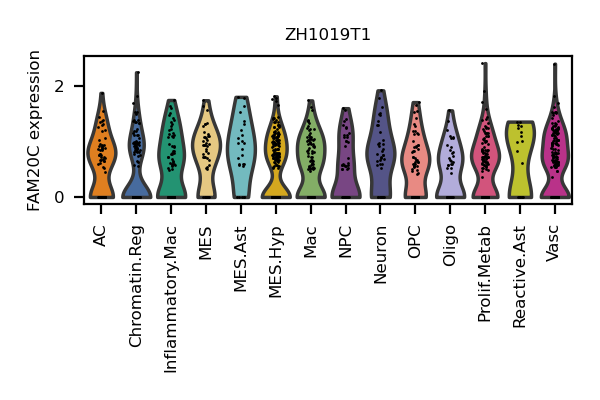 ZH1019T1
FAM20C expression
2
0
AC
Chromatin.Reg
Inflammatory.Mac
MES
MES.Ast
MES.Hyp
Mac
NPC
Neuron
OPC
Oligo
Prolif.Metab
Reactive.Ast
Vasc